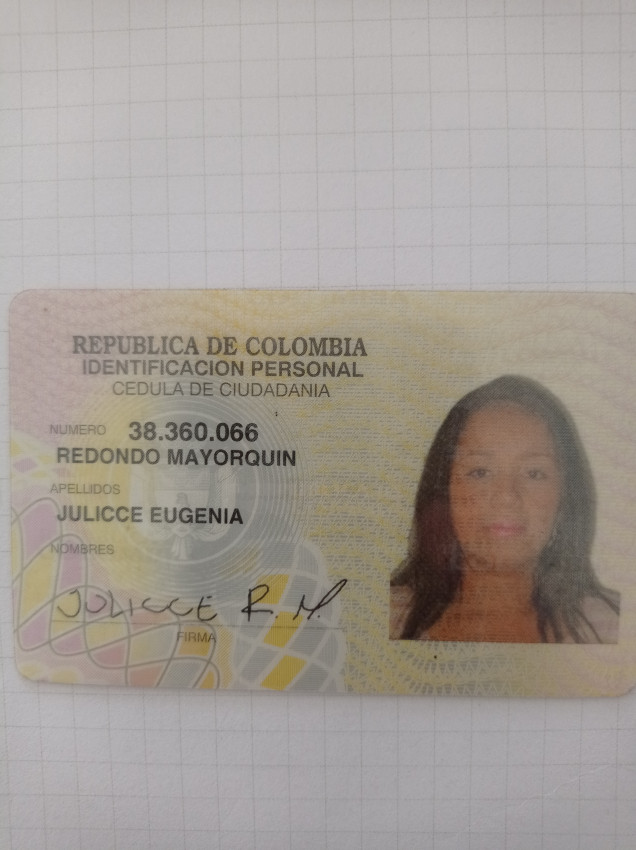 REPUBLICA DE COLOMBIA
IDENTIFICACION PERSONAL
CEDULA DE CIUDADANIA
NUMERO 38.360.066
REDONDO MAYORQUIN
APELLIDOS
JULICCE EUGENIA
NOMBRES
JULICCE R. M.
FIRMA